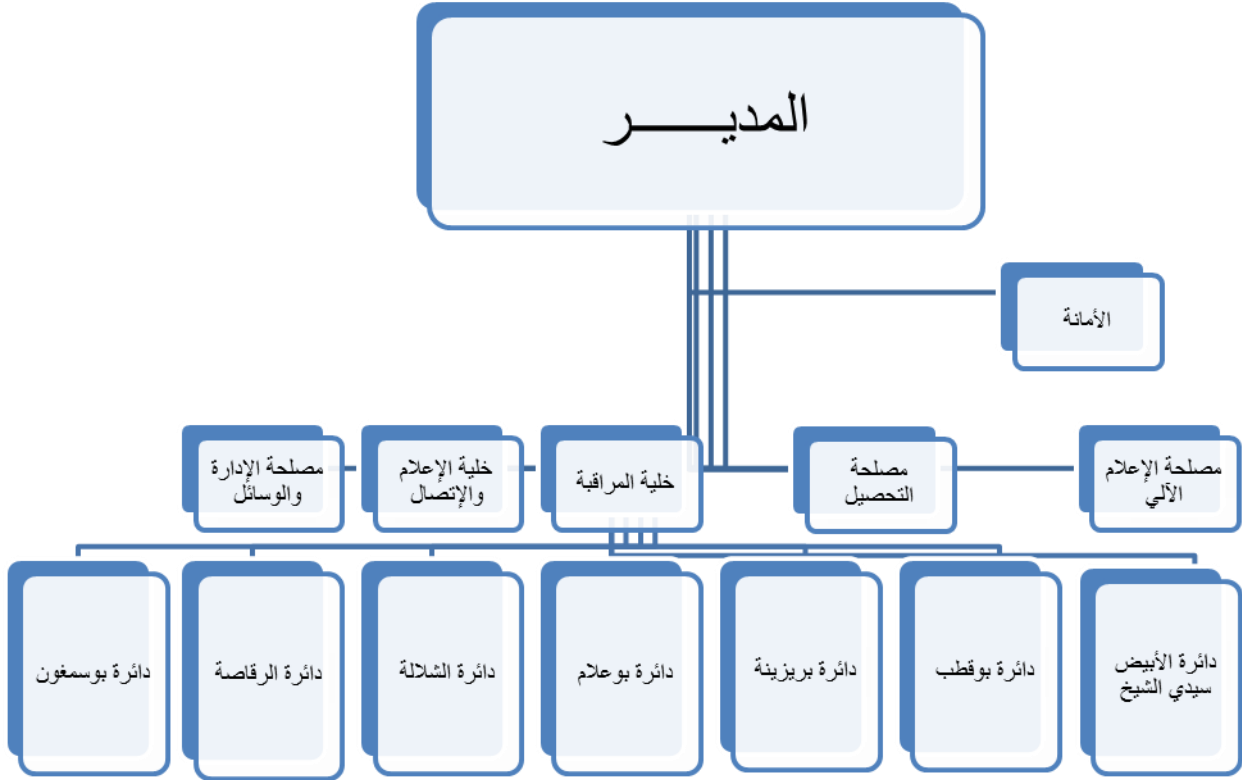 المديــــــر
الأمانة
مصلحة الإعلام
الآلي
مصلحة
التحصيل
خلية المراقبة
خلية الإعلام
والإتصال
مصلحة الإدارة
والوسائل
دائرة الأبيض
سيدي الشيخ
دائرة بوقطب
دائرة بريزينة
دائرة بوعلام
دائرة الشلالة
دائرة الرقاصة
دائرة بوسمغون